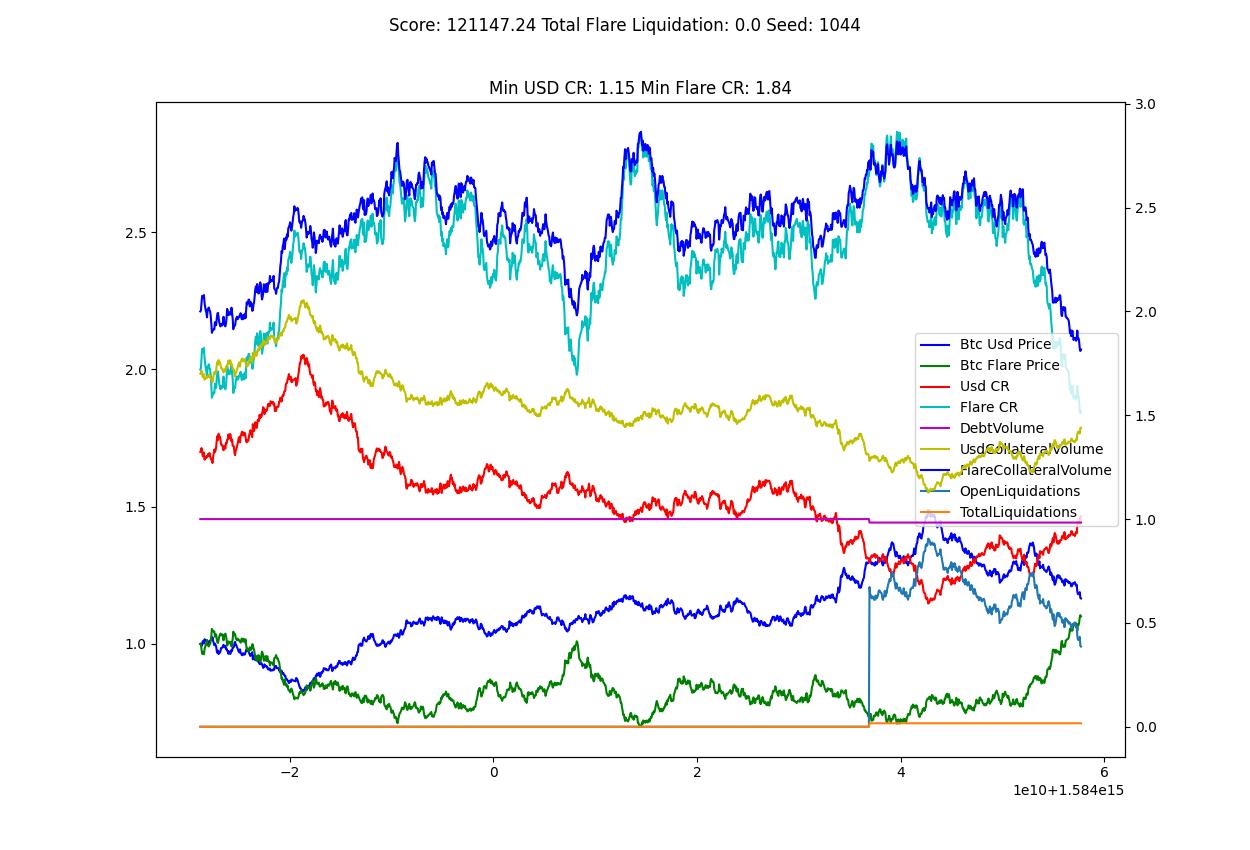 Score: 121147.24 Total Flare Liquidation: 0.0 Seed: 1044
Min USD CR: 1.15 Min Flare CR: 1.84
3.0
2.5
2.0
1.5
1.0
0.5
0.0
2.5
2.0
1.5
1.0
Btc Usd Price
Btc Flare Price
Usd CR
Flare CR
DebtVolume
UsdCollateralVolume
FlareCollateralVolume
OpenLiquidations
TotalLiquidations
−2
0
2
4
6
1e10+1.584e15